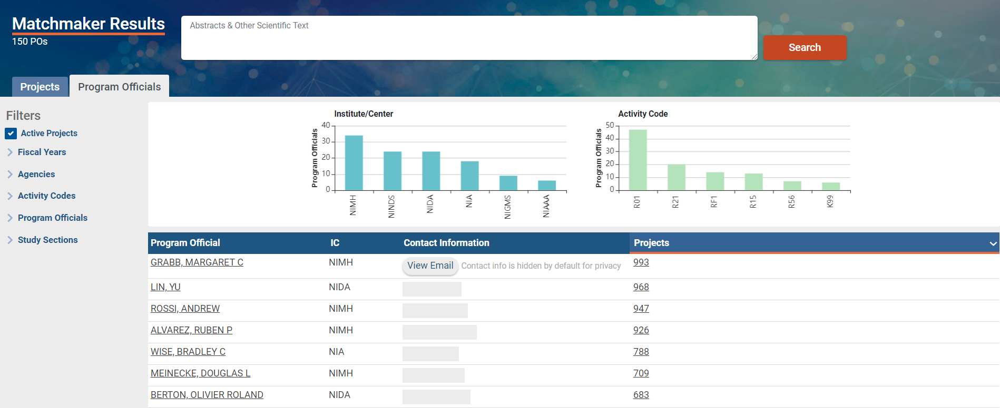 Matchmaker Results
150 POs
Abstracts & Other Scientific Text
Search
Projects
Program Officials
Filters
Active Projects
Fiscal Years
Agencies
Activity Codes
Program Officials
Study Sections
Institute/Center
Program Officials
40
30
20
10
0
NIMH
NINDS
NIDA
NIA
NIGMS
NIAAA
Activity Code
Program Officials
50
40
30
20
10
0
R01
R21
RF1
R15
R56
K99
Program Official IC Contact Information Projects
GRABB, MARGARET C NIMH View Email Contact info is hidden by default for privacy 993
LIN, YU NIDA 968
ROSSI, ANDREW NIMH 947
ALVAREZ, RUBEN P NIMH 926
WISE, BRADLEY C NIA 788
MEINECKE, DOUGLAS L NIMH 709
BERTON, OLIVIER ROLAND NIDA 683